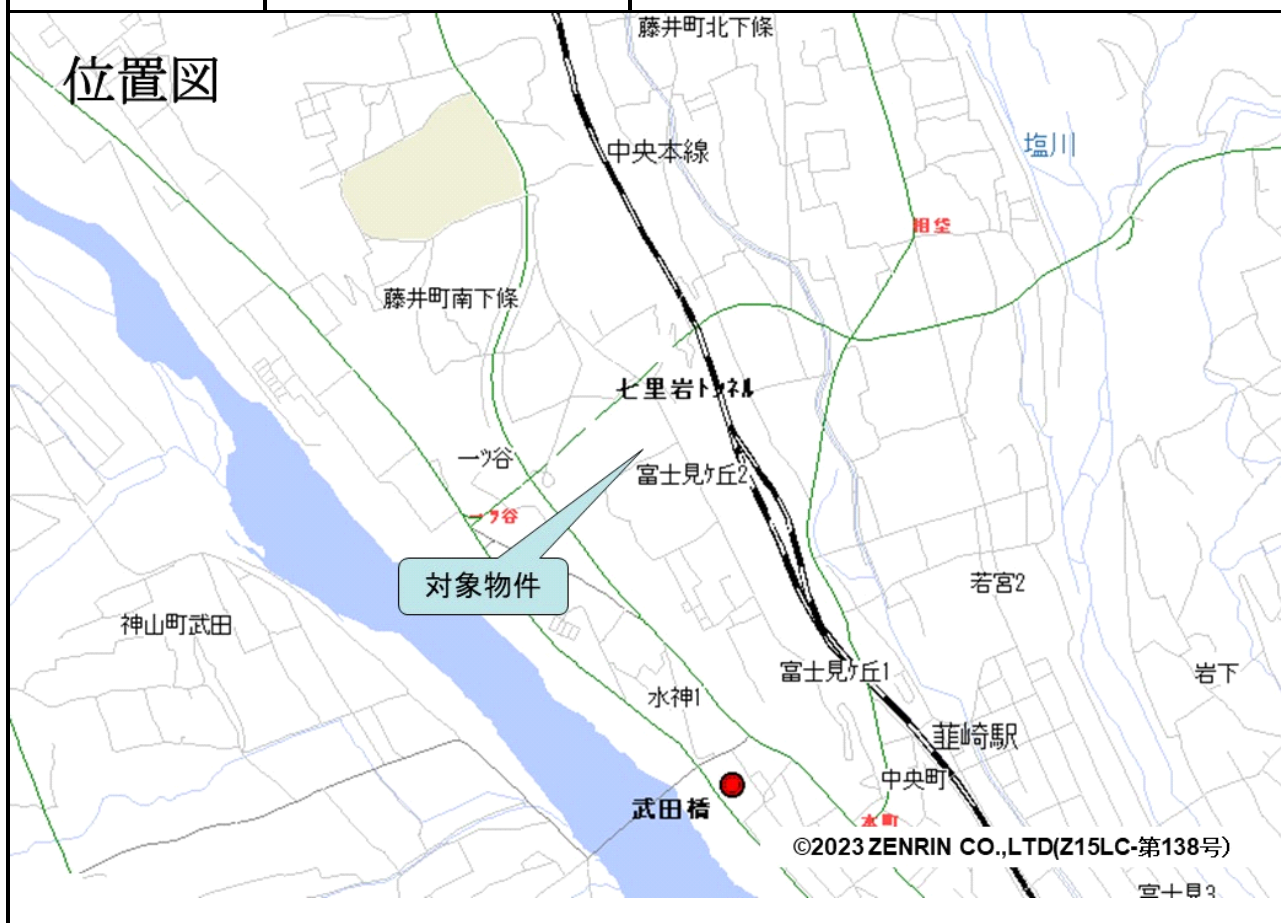 藤井町北下條
位置図
中央本線
塩川
相垈
藤井町南下條
七里岩トンネル
一ツ谷
富士見ケ丘2
一ツ谷
対象物件
若宮2
神山町武田
富士見ケ丘1
岩下
水神1
韮崎駅
中央町
武田橋
本町
©2023 ZENRIN CO.,LTD(Z15LC-第138号)
富士見3